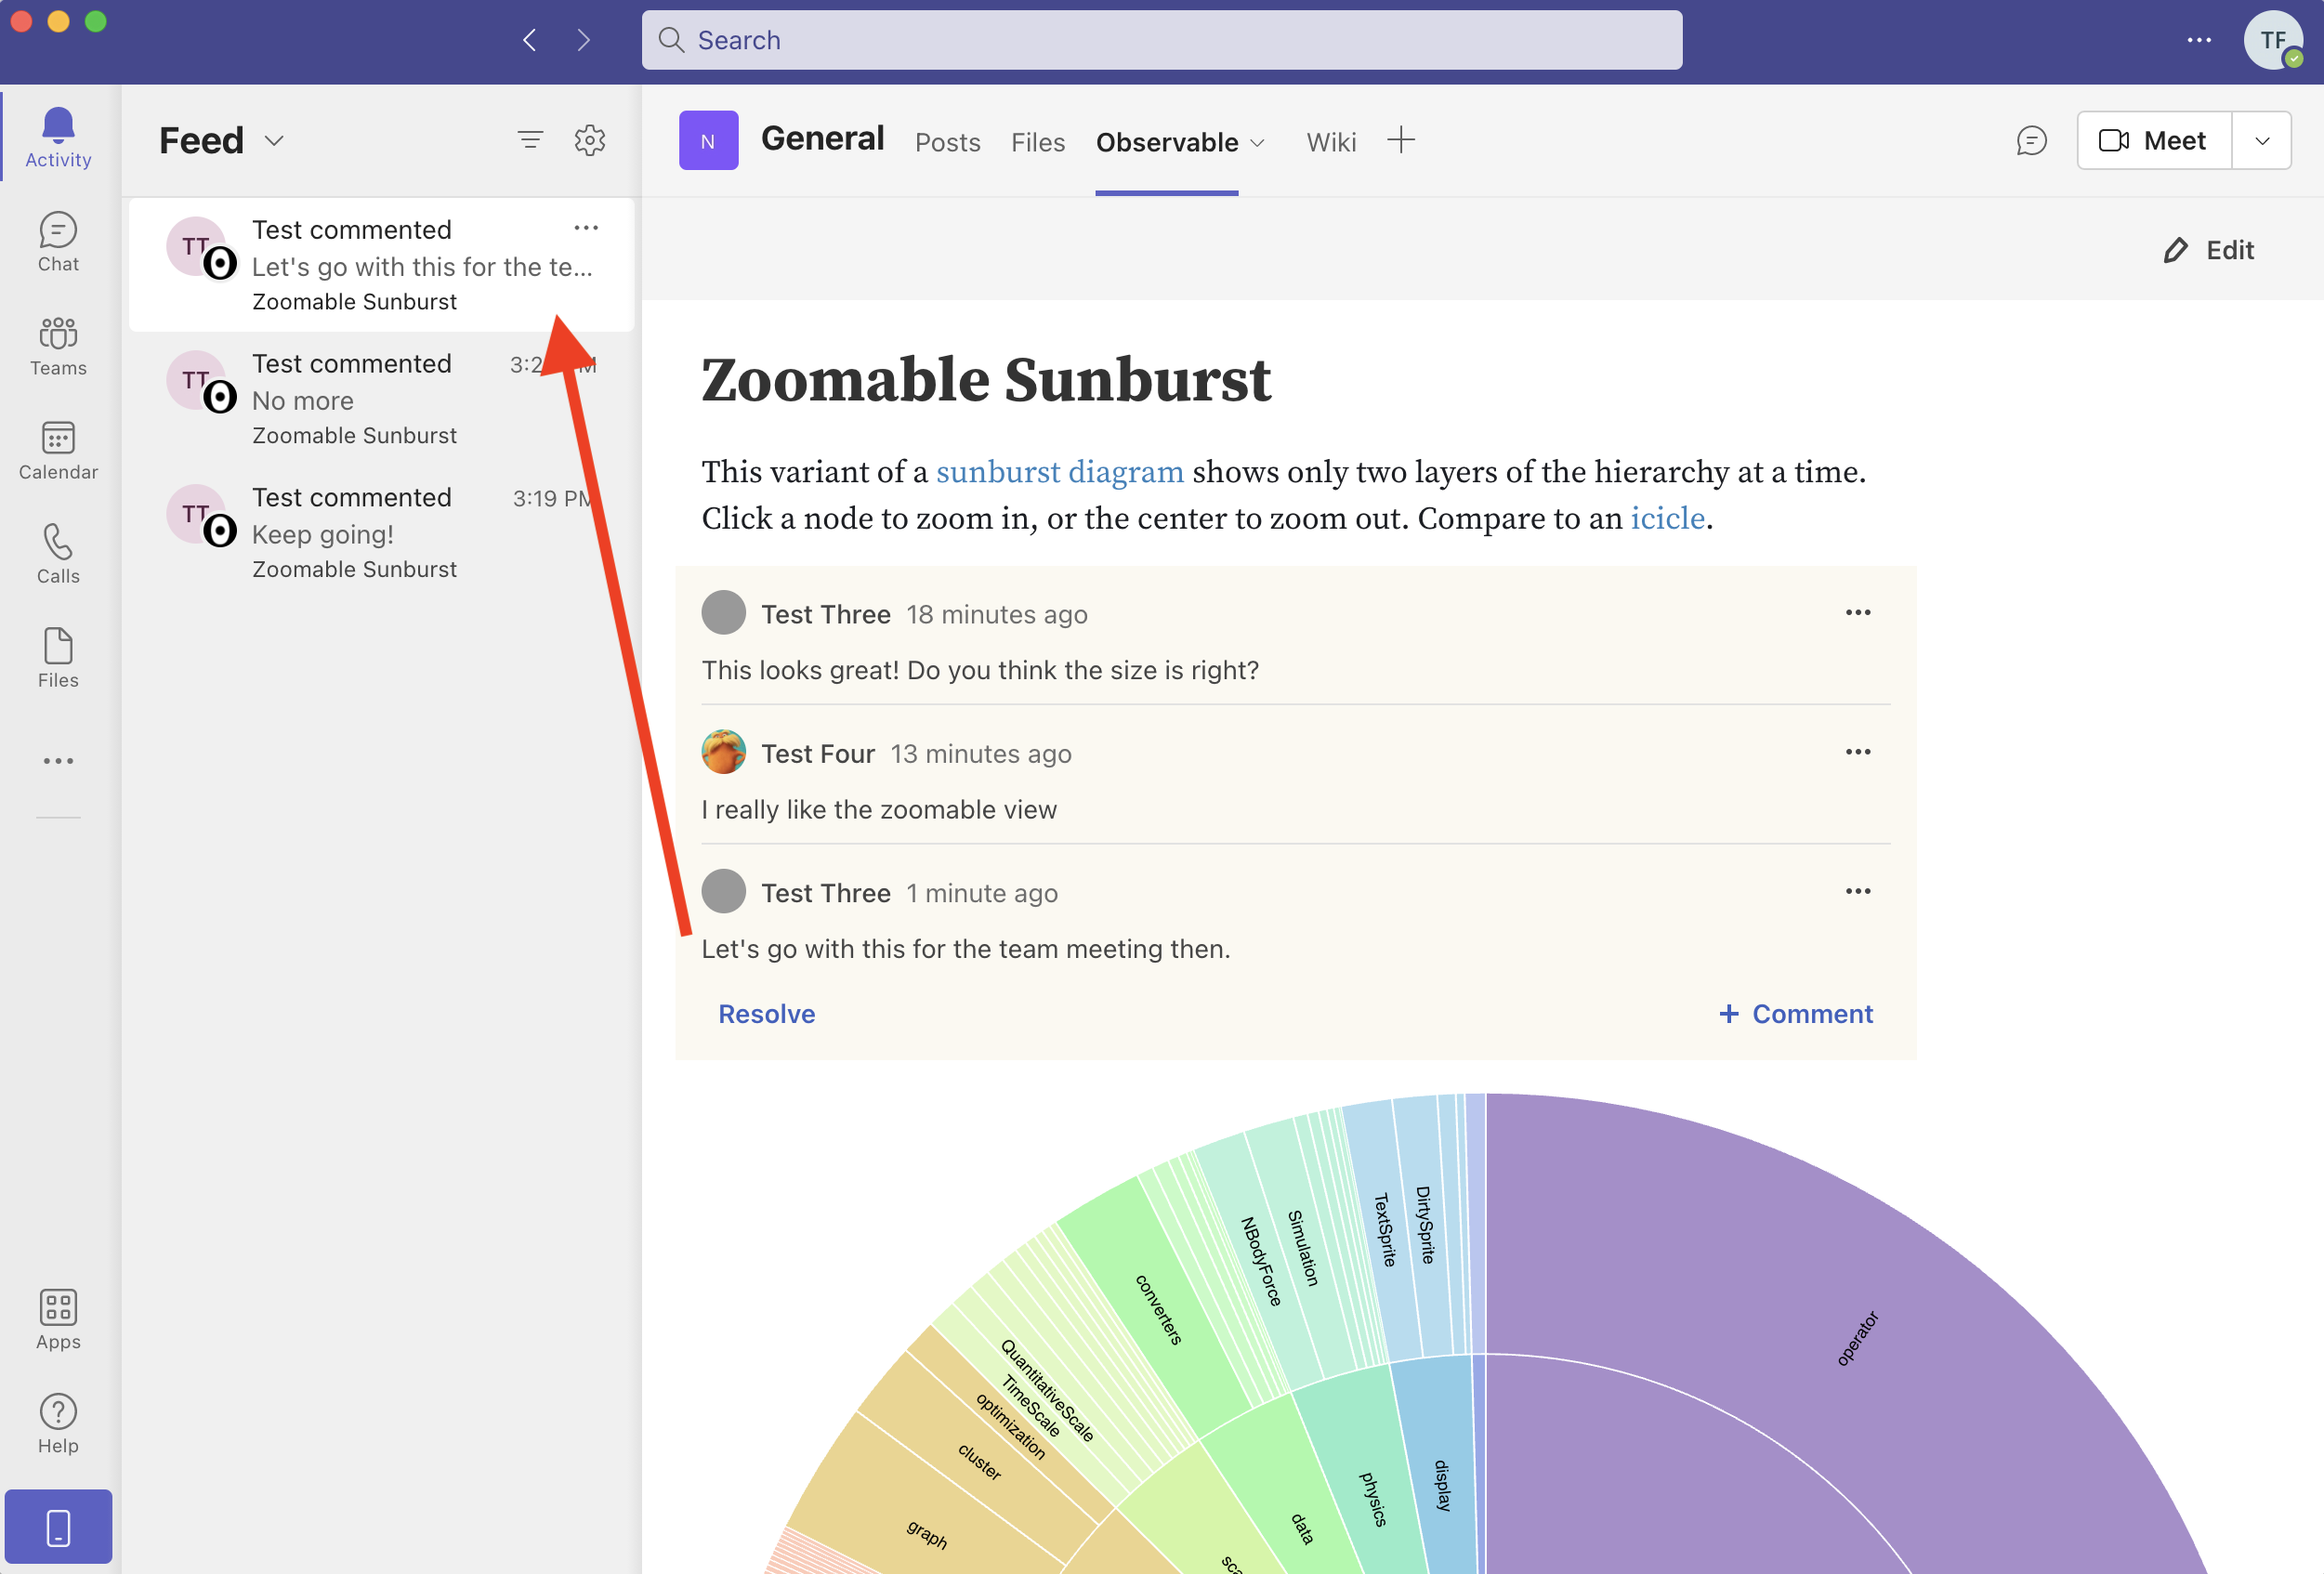 Search
TF
Activity
Chat
Teams
Calendar
Calls
Files
Apps
Help
Feed
TT
Test commented
Let's go with this for the te...
Zoomable Sunburst
TT
Test commented
No more
Zoomable Sunburst
TT
Test commented 3:19 PM
Keep going!
Zoomable Sunburst
N
General Posts Files Observable Wiki
Meet
Edit
Zoomable Sunburst
This variant of a sunburst diagram shows only two layers of the hierarchy at a time.
Click a node to zoom in, or the center to zoom out. Compare to an icicle.
Test Three 18 minutes ago
This looks great! Do you think the size is right?
Test Four 13 minutes ago
I really like the zoomable view
Test Three 1 minute ago
Let's go with this for the team meeting then.
Resolve
+ Comment
operator
DirtySprite
TextSprite
Simulation
NBodyForce
converters
QuantitativeScale
TimeScale
optimization
cluster
graph
data
physics
display